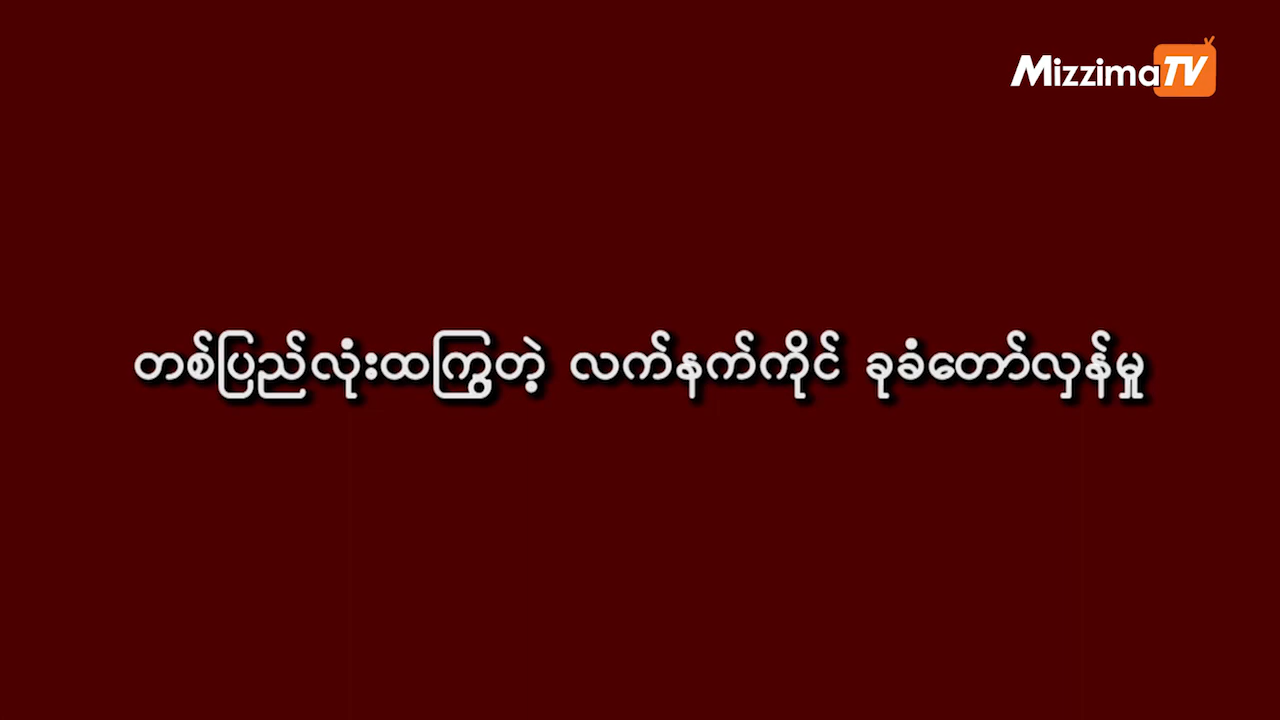 MizzimaTV
တစ်ပြည်လုံးထကြွတဲ့ လက်နက်ကိုင် ခုခံတော်လှန်မှု